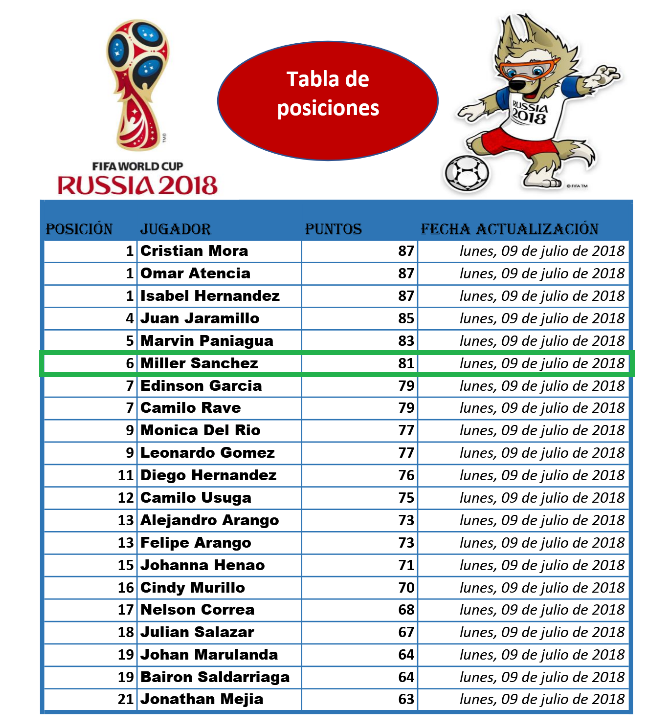 Tabla de
posiciones
RUSSIA
2018
TM
FIFA WORLD CUP
RUSSIA 2018
© FIFA TM
POSICIÓN JUGADOR PUNTOS FECHA ACTUALIZACIÓN
1 Cristian Mora 87 lunes, 09 de julio de 2018
1 Omar Atencia 87 lunes, 09 de julio de 2018
1 Isabel Hernandez 87 lunes, 09 de julio de 2018
4 Juan Jaramillo 85 lunes, 09 de julio de 2018
5 Marvin Paniagua 83 lunes, 09 de julio de 2018
6 Miller Sanchez 81 lunes, 09 de julio de 2018
7 Edinson Garcia 79 lunes, 09 de julio de 2018
7 Camilo Rave 79 lunes, 09 de julio de 2018
9 Monica Del Rio 77 lunes, 09 de julio de 2018
9 Leonardo Gomez 77 lunes, 09 de julio de 2018
11 Diego Hernandez 76 lunes, 09 de julio de 2018
12 Camilo Usuga 75 lunes, 09 de julio de 2018
13 Alejandro Arango 73 lunes, 09 de julio de 2018
13 Felipe Arango 73 lunes, 09 de julio de 2018
15 Johanna Henao 71 lunes, 09 de julio de 2018
16 Cindy Murillo 70 lunes, 09 de julio de 2018
17 Nelson Correa 68 lunes, 09 de julio de 2018
18 Julian Salazar 67 lunes, 09 de julio de 2018
19 Johan Marulanda 64 lunes, 09 de julio de 2018
19 Bairon Saldarriaga 64 lunes, 09 de julio de 2018
21 Jonathan Mejia 63 lunes, 09 de julio de 2018